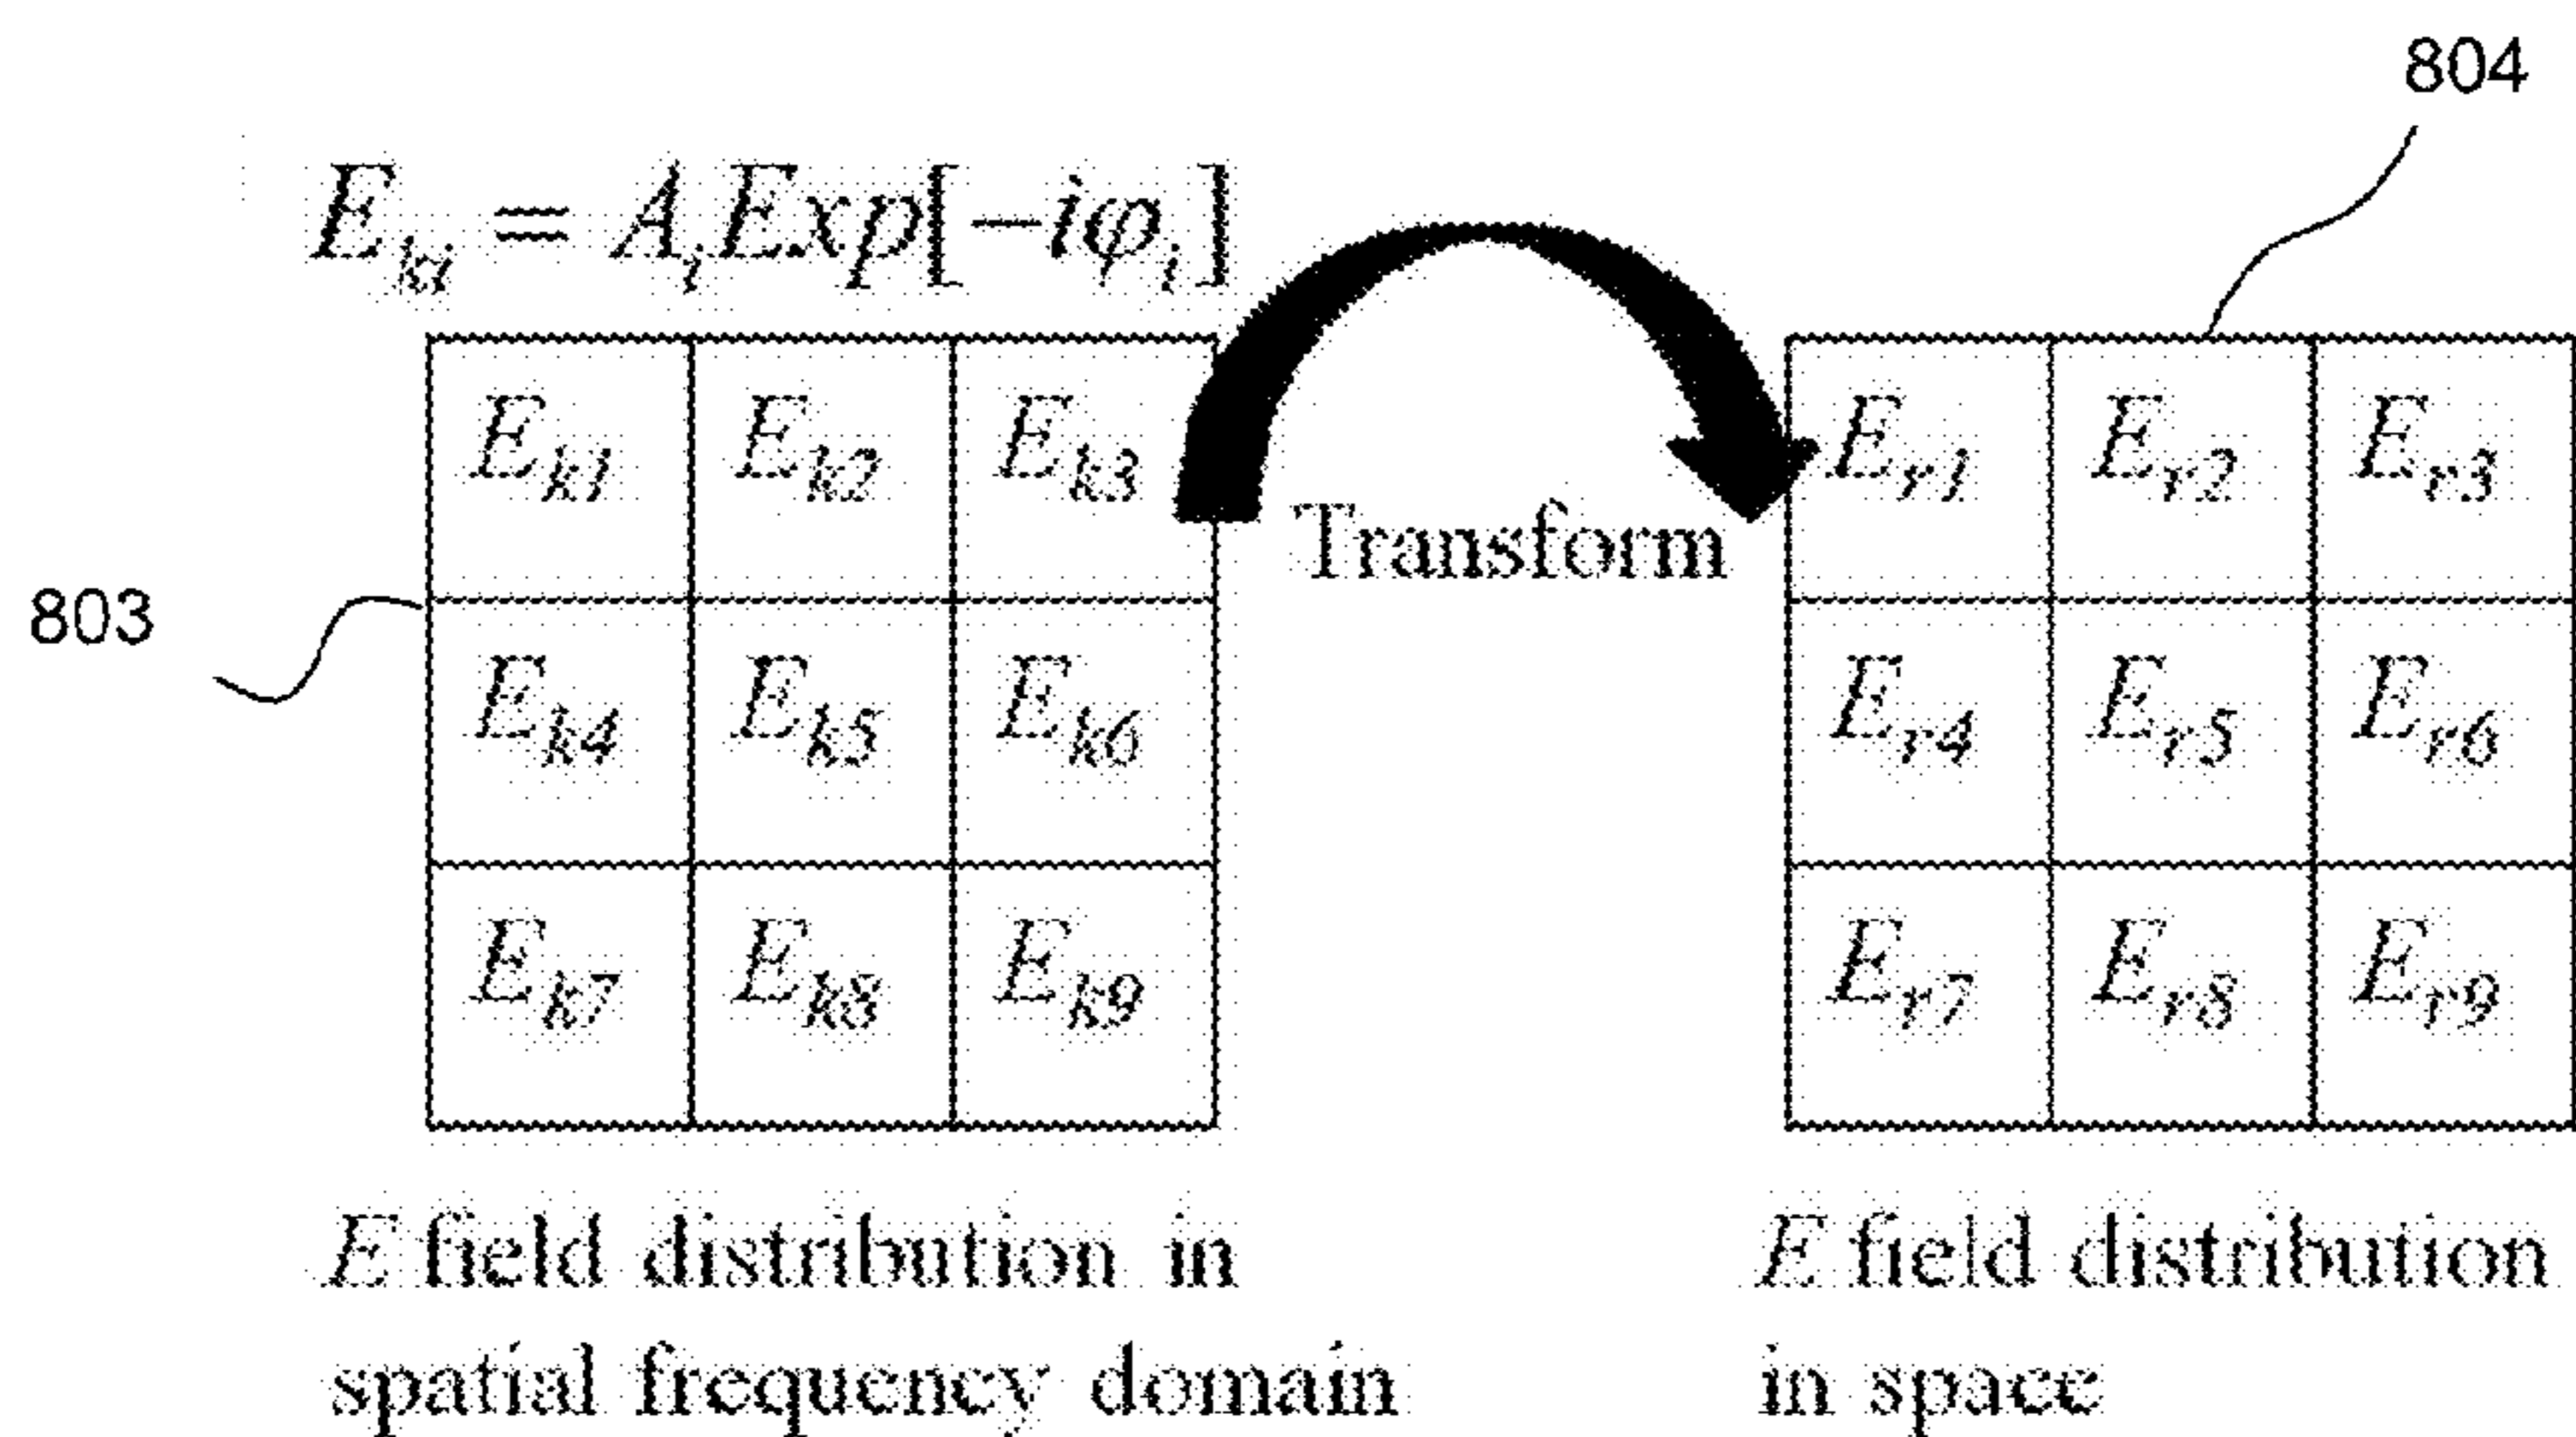 804
E_ki = A_i Exp[-iφ_i]
E_k1 E_k2 E_k3
E_r1 E_r2 E_r3
Transform
803
E_k4 E_k5 E_k6
E_r4 E_r5 E_r6
E_k7 E_k8 E_k9
E_r7 E_r8 E_r9
E field distribution in
spatial frequency domain
E field distribution
in space